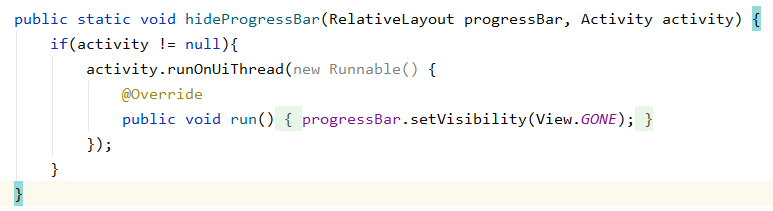 public static void hideProgressBar(RelativeLayout progressBar, Activity activity) {
    if(activity != null){
        activity.runOnUiThread(new Runnable() {
            @Override
            public void run() { progressBar.setVisibility(View.GONE); }
        });
    }
}